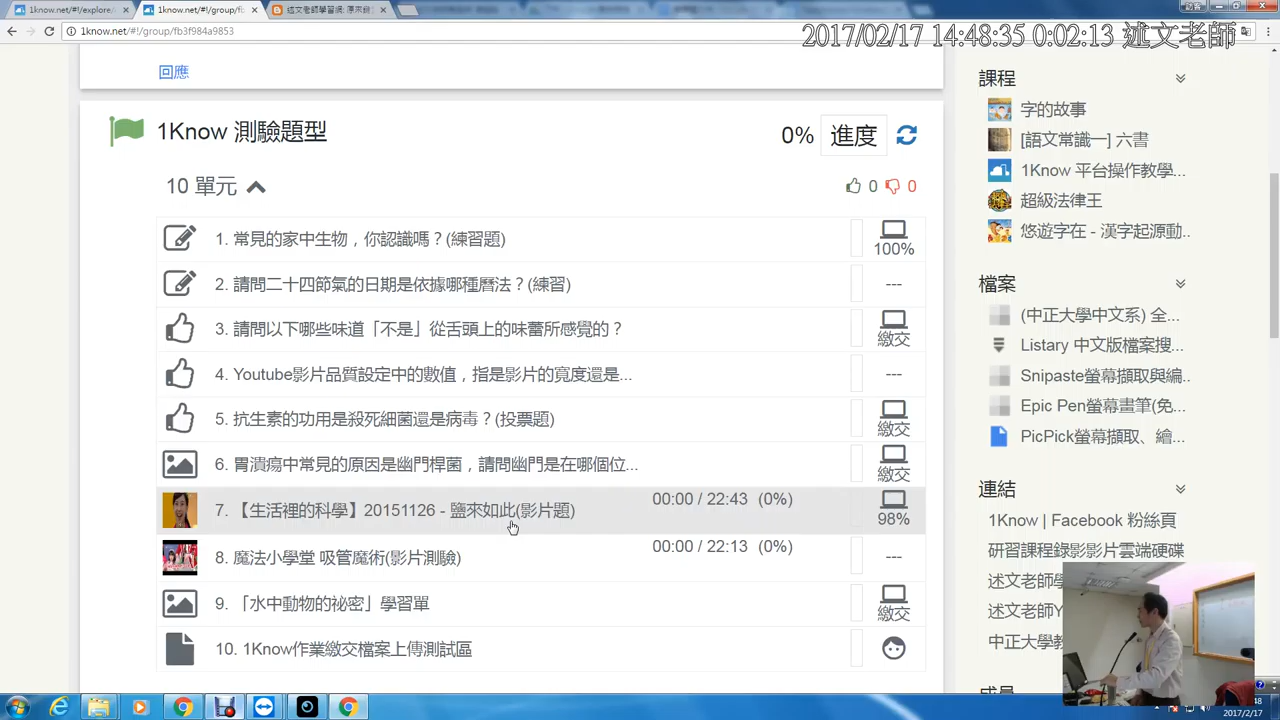 1know.net/#!/explore/
1know.net/#!/group/fb
述文老師學習網: 原來鍵
1know.net/#!/group/fb3f984a9853
2017/02/17 14:48:35 0:02:13 述文老師
回應
1Know 測驗題型
0% 進度
10 單元
0 0
1. 常見的家中生物，你認識嗎？(練習題)
100%
2. 請問二十四節氣的日期是依據哪種曆法？(練習)
---
3. 請問以下哪些味道「不是」從舌頭上的味蕾所感覺的？
繳交
4. Youtube影片品質設定中的數值，指是影片的寬度還是...
---
5. 抗生素的功用是殺死細菌還是病毒？(投票題)
繳交
6. 胃潰瘍中常見的原因是幽門桿菌，請問幽門是在哪個位...
繳交
7. 【生活裡的科學】20151126 - 鹽來如此(影片題)
00:00 / 22:43 (0%)
98%
8. 魔法小學堂 吸管魔術(影片測驗)
00:00 / 22:13 (0%)
---
9. 「水中動物的祕密」學習單
繳交
10. 1Know作業繳交檔案上傳測試區
課程
字的故事
[語文常識一] 六書
1Know 平台操作教學...
超級法律王
悠遊字在 - 漢字起源動..
檔案
(中正大學中文系) 全...
Listary 中文版檔案搜...
Snipaste螢幕擷取與編..
Epic Pen螢幕畫筆(免...
PicPick螢幕擷取、繪...
連結
1Know | Facebook 粉絲頁
研習課程錄影影片雲端硬碟
述文老師學
述文老師Y
中正大學教
成員
2017/2/17